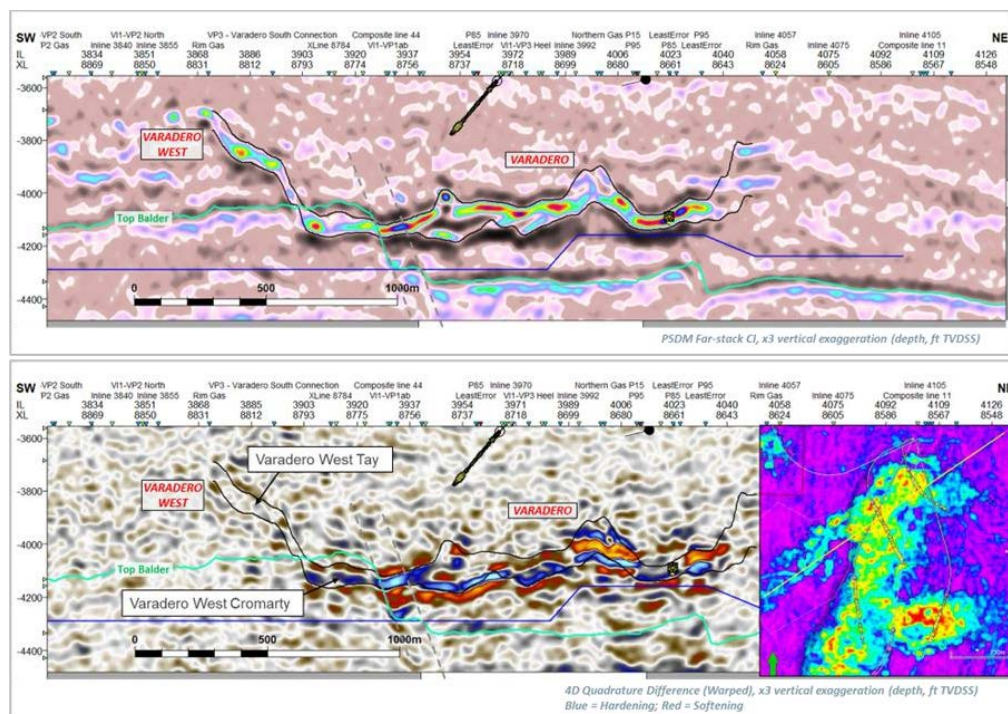 SW
NE
-VP2 South VI1-VP2 North VP3 - Varadero South Connection Composite line 44 P85 Inline 3970 Northern Gas P15 LeastError P95 Inline 4057 Inline 4105
P2 Gas Inline 3840 Inline 3855 Rim Gas XLine 8784 VI1-VP1ab LeastError VI1-VP3 Heel Inline 3992 P95 P85 LeastError Rim Gas Inline 4075 Composite line 11
IL 3834 3851 3868 3886 3903 3920 3937 3954 3972 3989 4006 4023 4040 4058 4075 4092 4109 4126
XL 8869 8850 8831 8812 8793 8774 8756 8737 8718 8699 8680 8661 8643 8624 8605 8586 8567 8548
-3600
-3800
VARADERO
WEST
VARADERO
-4000
Top Balder
-4200
-4400
0 500 1000m
PSDM Far-stack CI, x3 vertical exaggeration (depth, ft TVDSS)
SW
-VP2 South VI1-VP2 North VP3 - Varadero South Connection Composite line 44 P85 Inline 3970 Northern Gas P15 LeastError P95 Inline 4057 Inline 4105
P2 Gas Inline 3840 Inline 3855 Rim Gas XLine 8784 VI1-VP1ab LeastError VI1-VP3 Heel Inline 3992 P95 P85 LeastError Rim Gas Inline 4075 Composite line 11
IL 3834 3851 3868 3886 3903 3920 3937 3954 3971 3989 4006 4023 4040 4058 4075 4092 4109 4126
XL 8869 8850 8831 8812 8793 8774 8756 8737 8718 8699 8680 8661 8643 8624 8605 8586 8567 8548
-3600
Varadero West Tay
-3800
VARADERO
WEST
VARADERO
-4000
Top Balder
-4200
Varadero West Cromarty
-4400
0 500 1000m
4D Quadrature Difference (Warped), x3 vertical exaggeration (depth, ft TVDSS)
Blue = Hardening; Red = Softening